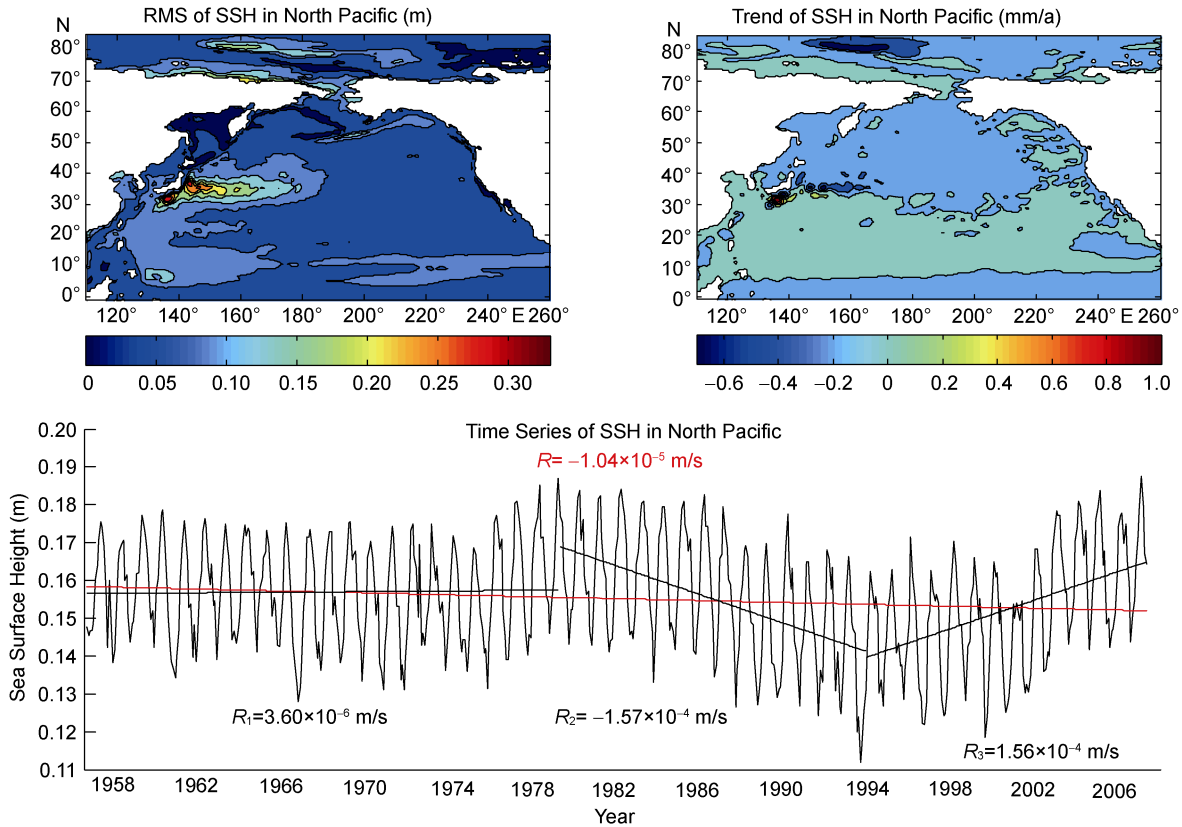 RMS of SSH in North Pacific (m)
N
80°
70°
60°
50°
40°
30°
20°
10°
0°
120° 140° 160° 180° 200° 220° 240° E 260°
0 0.05 0.10 0.15 0.20 0.25 0.30
Trend of SSH in North Pacific (mm/a)
N
80°
70°
60°
50°
40°
30°
20°
10°
0°
120° 140° 160° 180° 200° 220° 240° E 260°
−0.6 −0.4 −0.2 0 0.2 0.4 0.6 0.8 1.0
Time Series of SSH in North Pacific
R= −1.04×10⁻⁵ m/s
Sea Surface Height (m)
0.20
0.19
0.18
0.17
0.16
0.15
0.14
0.13
0.12
0.11
R₁=3.60×10⁻⁶ m/s
R₂= −1.57×10⁻⁴ m/s
R₃=1.56×10⁻⁴ m/s
1958 1962 1966 1970 1974 1978 1982 1986 1990 1994 1998 2002 2006
Year